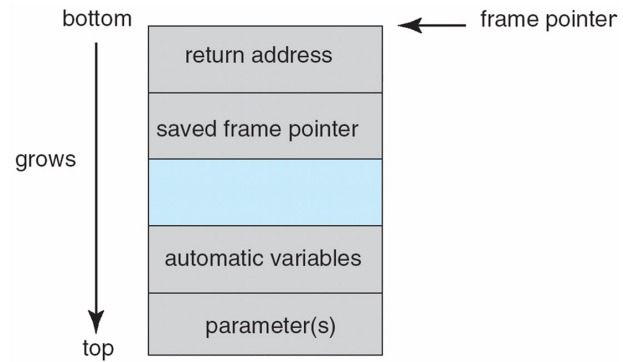 bottom
frame pointer
return address
saved frame pointer
grows
automatic variables
parameter(s)
top